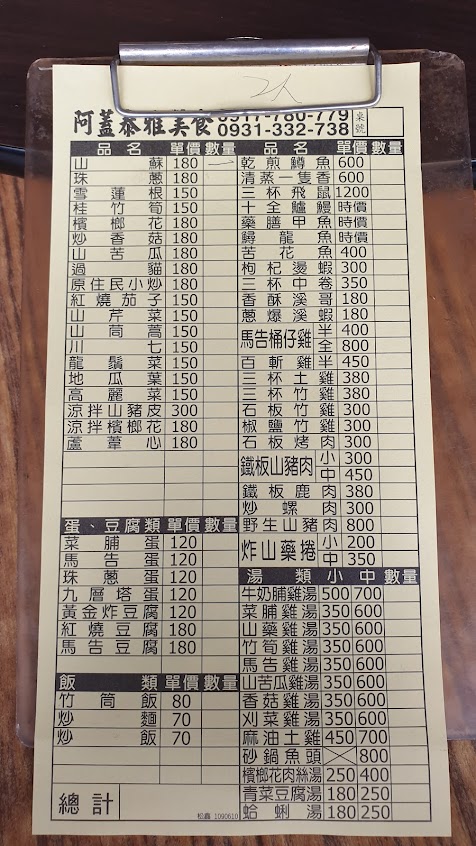 阿蓋泰雅美食 0917-780-779
0931-332-738
桌號
品名 單價 數量
山蘇 180
珠蔥 180
雪蓮根 150
桂竹筍 150
檳榔花 180
炒香菇 180
山苦瓜 180
過貓 180
原住民小炒 180
紅燒茄子 150
山芹菜 150
山茼蒿 150
川七 150
龍鬚菜 150
地瓜葉 150
高麗菜 150
涼拌山豬皮 300
涼拌檳榔花 180
蘆葦心 180
蛋、豆腐類 單價 數量
菜脯蛋 120
馬告蛋 120
珠蔥蛋 120
九層塔蛋 120
黃金炸豆腐 120
紅燒豆腐 180
馬告豆腐 180
飯類 單價 數量
竹筒飯 80
炒麵 70
炒飯 70
總計
松鑫 1090610
品名 單價 數量
乾煎鱒魚 600
清蒸一隻香 600
三杯飛鼠 1200
十全鱸鰻 時價
藥膳甲魚 時價
鱘龍魚 時價
苦花魚 400
枸杞燙蝦 300
三杯中卷 350
香酥溪哥 180
蔥爆溪蝦 180
馬告桶仔雞 半 400
全 800
百斬雞 半 450
三杯土雞 380
三杯竹雞 380
石板竹雞 300
椒鹽竹雞 300
石板烤肉 300
鐵板山豬肉 小 300
中 450
鐵板鹿肉 380
炒螺肉 300
野生山豬肉 800
炸山藥捲 小 200
中 350
湯類 小 中 數量
牛奶脯雞湯 500 700
菜脯雞湯 350 600
山藥雞湯 350 600
竹筍雞湯 350 600
馬告雞湯 350 600
山苦瓜雞湯 350 600
香菇雞湯 350 600
刈菜雞湯 350 600
麻油土雞 450 700
砂鍋魚頭 800
檳榔花肉絲湯 250 400
青菜豆腐湯 180 250
蛤蜊湯 180 250